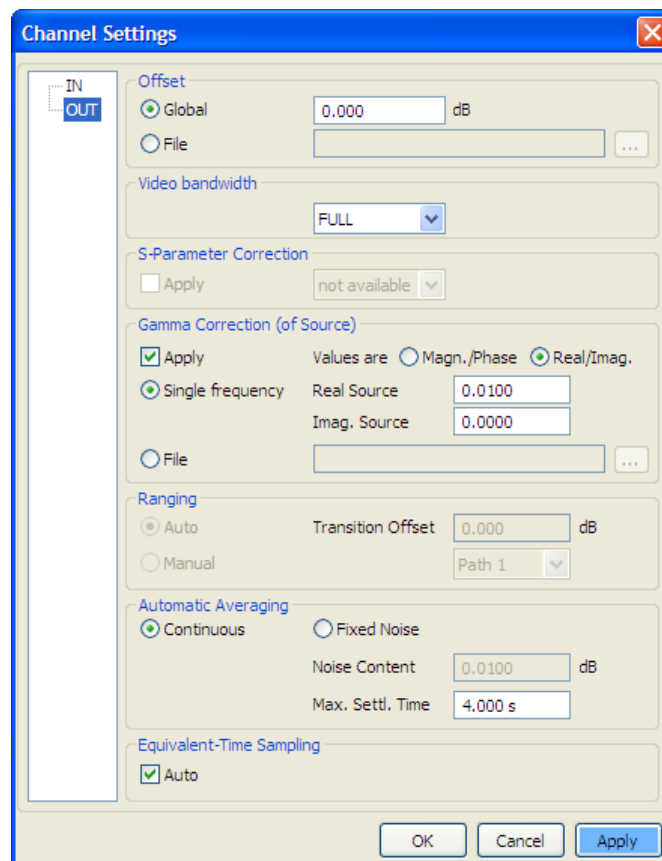 Channel Settings
IN
OUT
Offset
Global 0.000 dB
File ...
Video bandwidth
FULL
S-Parameter Correction
Apply not available
Gamma Correction (of Source)
Apply Values are Magn./Phase Real/Imag.
Single frequency Real Source 0.0100
Imag. Source 0.0000
File ...
Ranging
Auto Transition Offset 0.000 dB
Manual Path 1
Automatic Averaging
Continuous Fixed Noise
Noise Content 0.0100 dB
Max. Settl. Time 4.000 s
Equivalent-Time Sampling
Auto
OK Cancel Apply